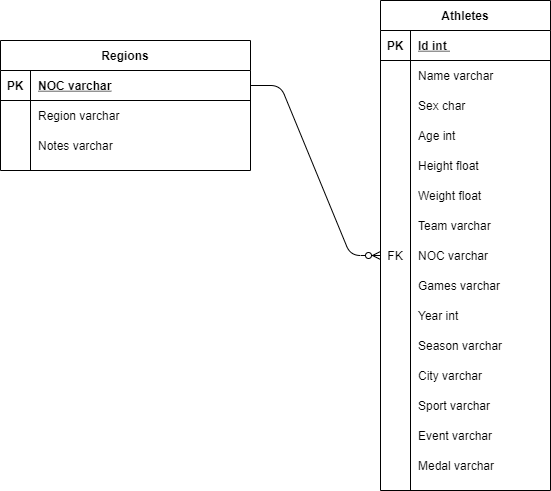 Regions
PK NOC varchar
Region varchar
Notes varchar
Athletes
PK Id int
Name varchar
Sex char
Age int
Height float
Weight float
Team varchar
FK NOC varchar
Games varchar
Year int
Season varchar
City varchar
Sport varchar
Event varchar
Medal varchar